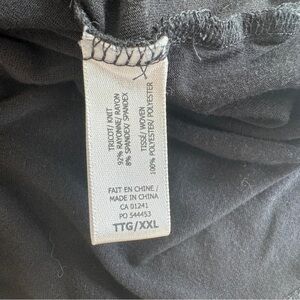 TRICOT/ KNIT
92% RAYONNE/ RAYON
8% SPANDEX/ SPANDEX
TISSÉ/ WOVEN
100% POLYESTER/ POLYESTER
FAIT EN CHINE /
MADE IN CHINA
CA 01241
PO 544453
TTG/XXL